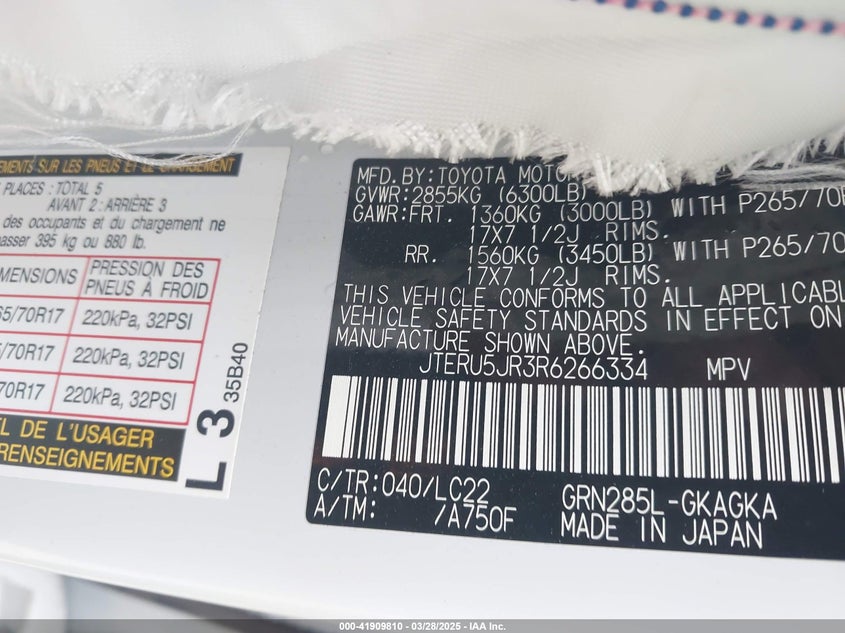 EMENTS SUR LES PNEUS ET LE CHARGEMENT
PLACES : TOTAL 5
AVANT 2 : ARRIÈRE 3
des occupants et du chargement ne
395 kg ou 880 lb.
PRESSION DES
PNEUS À FROID
65/70R17 220kPa, 32PSI
/70R17 220kPa, 32PSI
70R17 220kPa, 32PSI
EL DE L'USAGER
RENSEIGNEMENTS
L 3
35B40
MFD. BY: TOYOTA MOTOR
GVWR: 2855KG (6300LB)
GAWR: FRT. 1360KG (3000LB) WITH P265/70
17X7 1/2J RIMS.
RR. 1560KG (3450LB) WITH P265/70
17X7 1/2J RIMS.
THIS VEHICLE CONFORMS TO ALL APPLICABL
VEHICLE SAFETY STANDARDS IN EFFECT ON
MANUFACTURE SHOWN ABOVE.
JTERU5JR3R6266334 MPV
C/TR: 040/LC22 GRN285L-GKAGKA
A/TM: /A750F MADE IN JAPAN
000-41909810 - 03/28/2025 - IAA Inc.